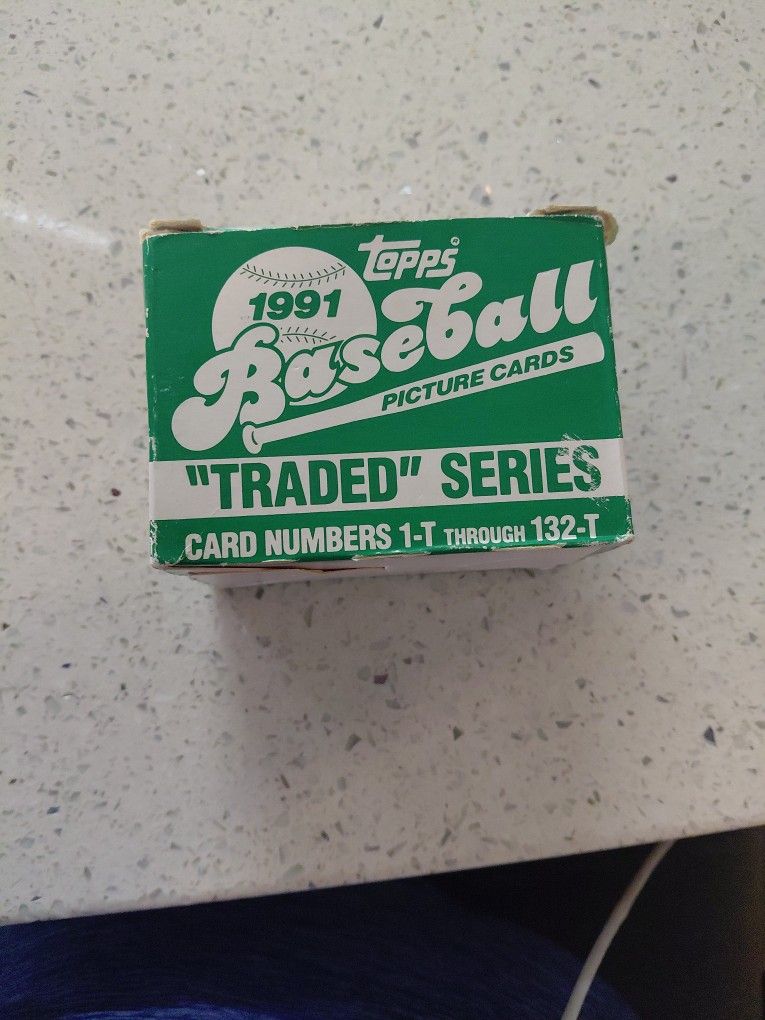 topps®
1991
Baseball
PICTURE CARDS
"TRADED" SERIES
CARD NUMBERS 1-T THROUGH 132-T